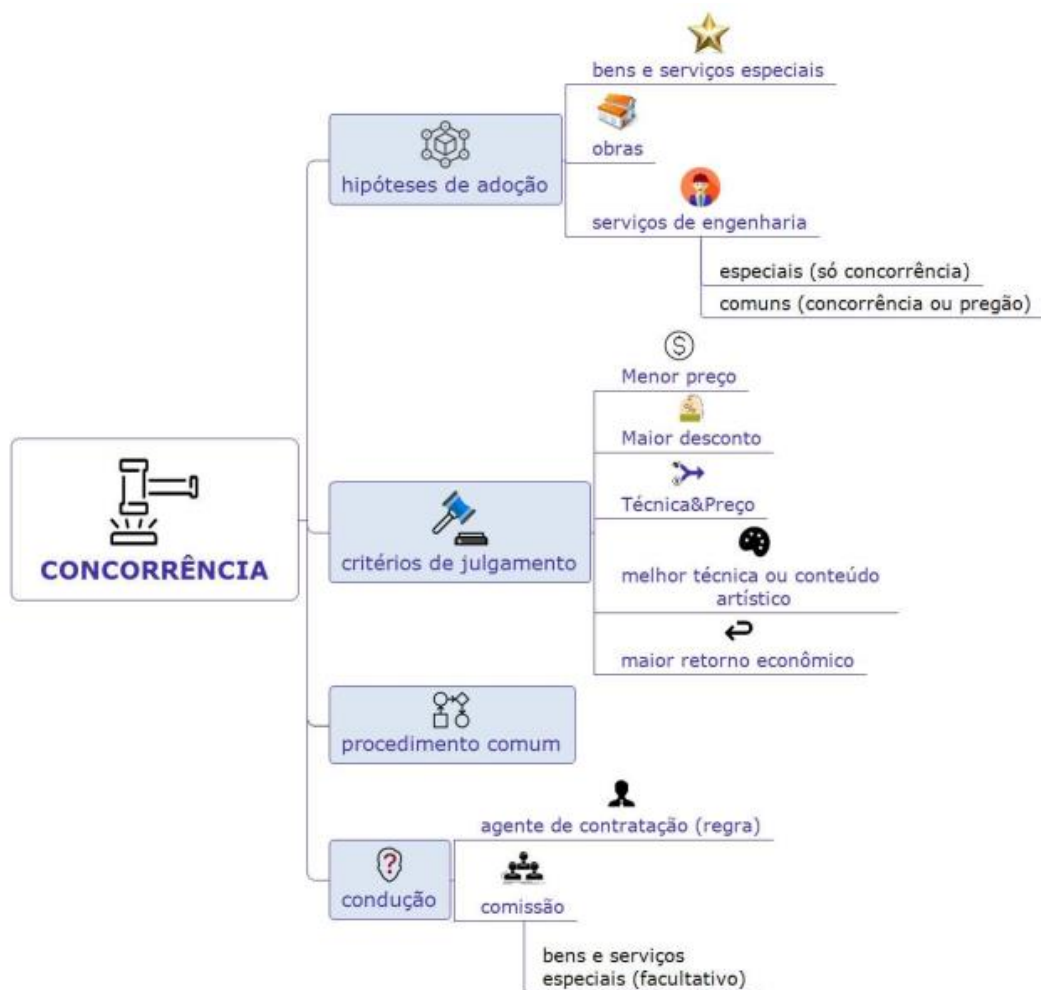 bens e serviços especiais
obras
hipóteses de adoção
serviços de engenharia
especiais (só concorrência)
comuns (concorrência ou pregão)
Menor preço
Maior desconto
Técnica&Preço
CONCORRÊNCIA
critérios de julgamento
melhor técnica ou conteúdo
artístico
maior retorno econômico
procedimento comum
agente de contratação (regra)
condução
comissão
bens e serviços
especiais (facultativo)